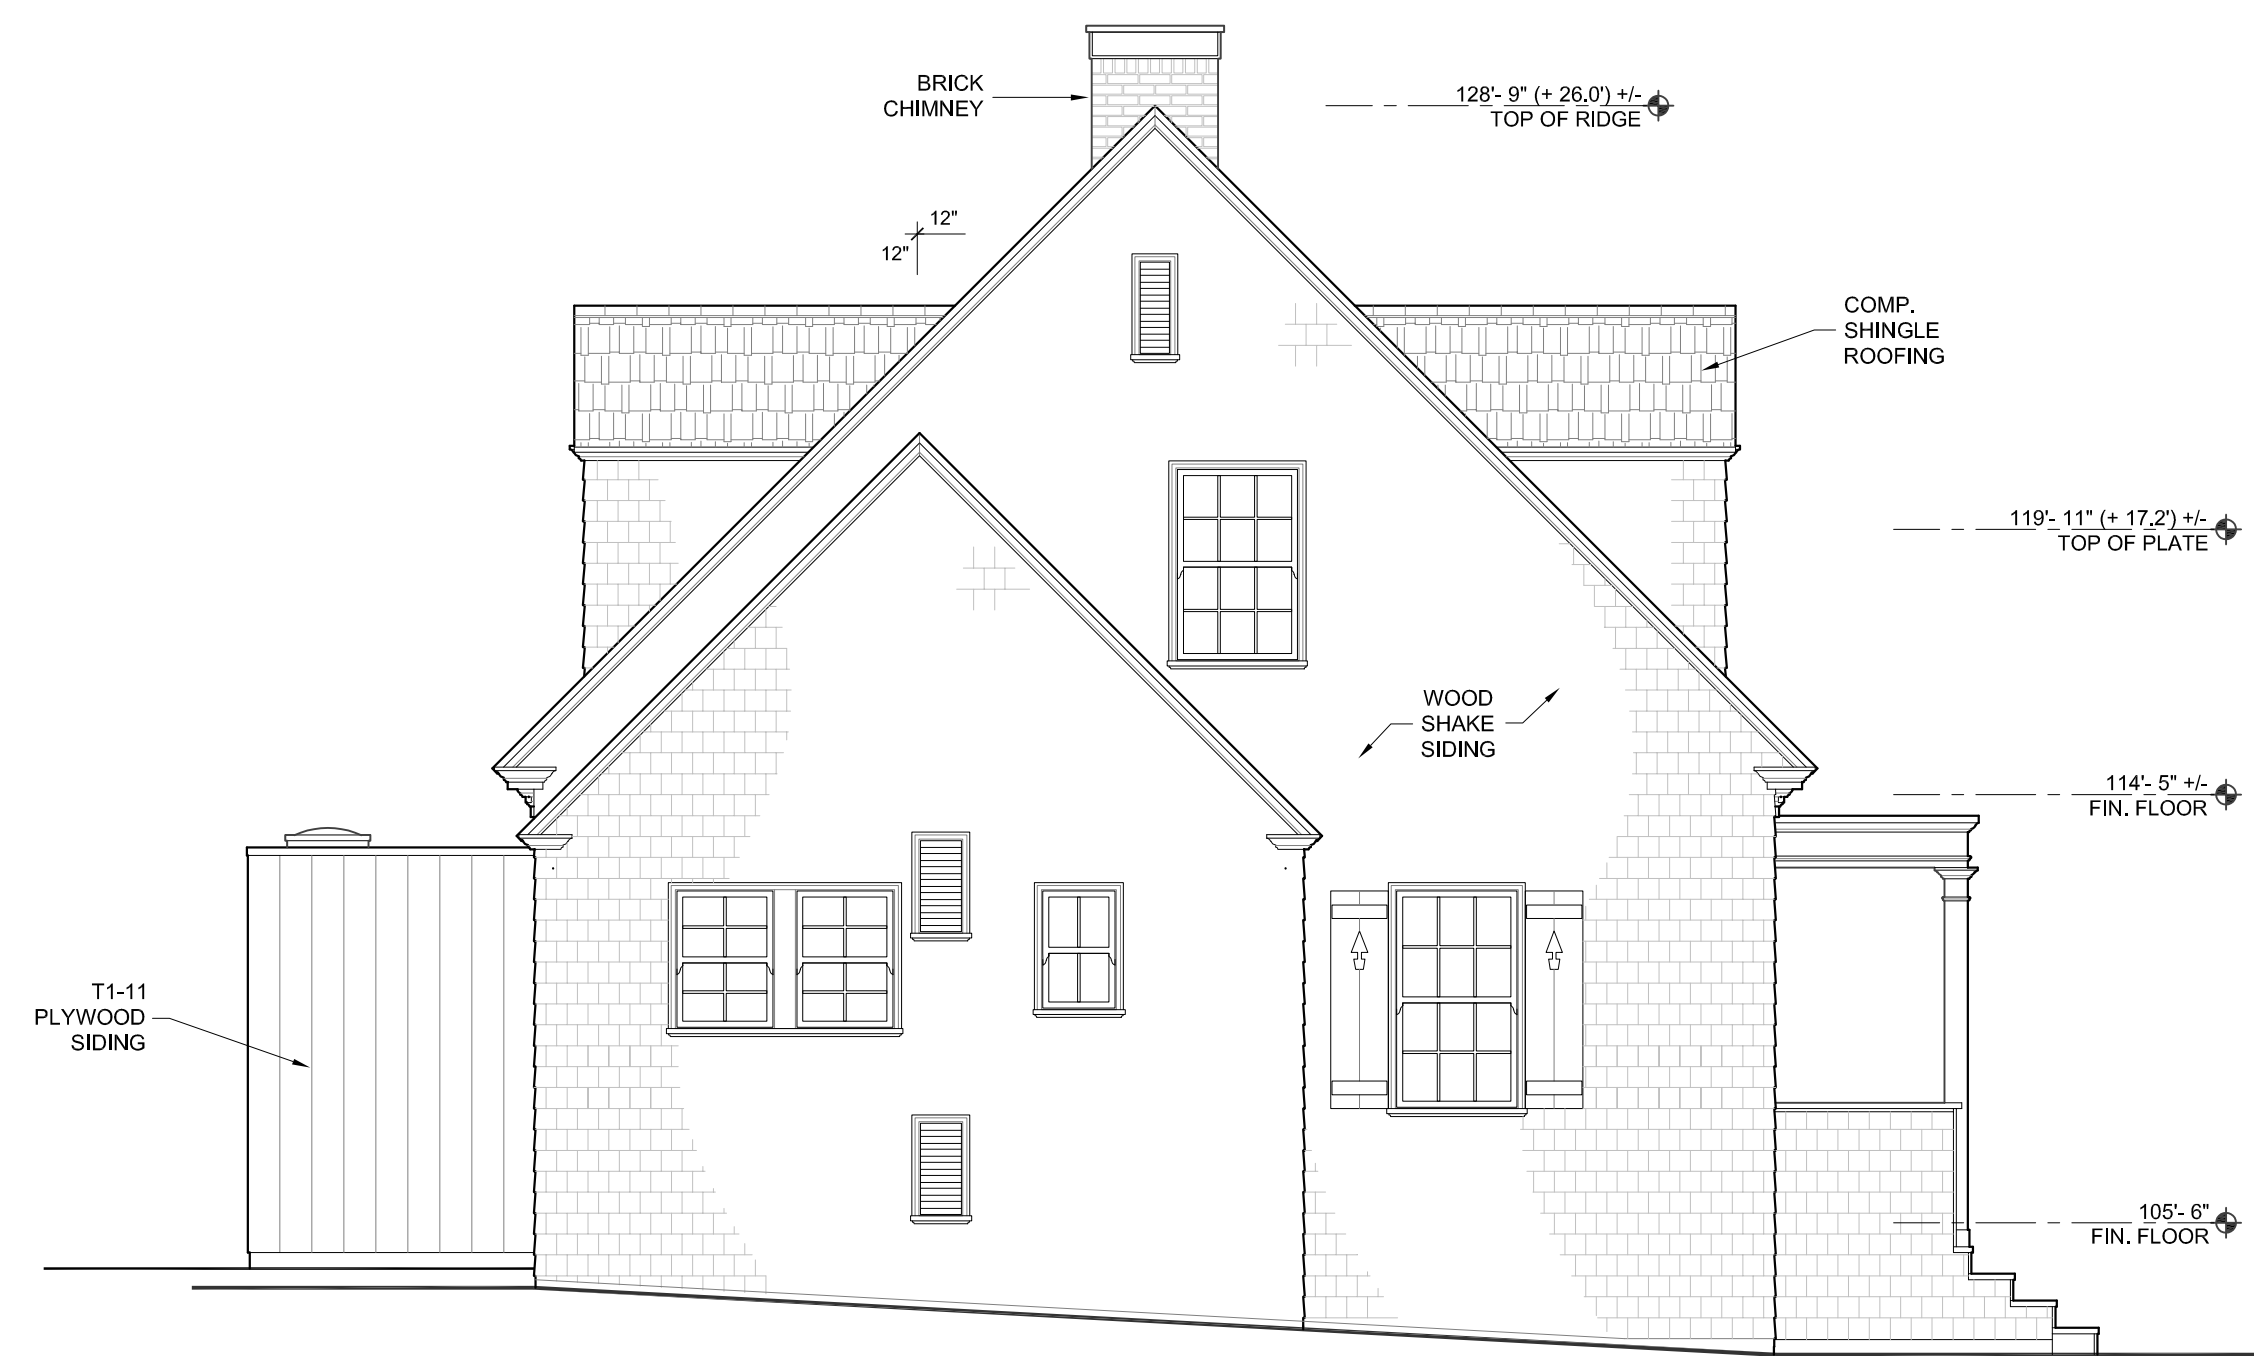 BRICK
CHIMNEY
128'- 9" (+ 26.0') +/-
TOP OF RIDGE
12"
12"
COMP.
SHINGLE
ROOFING
119'- 11" (+ 17.2') +/-
TOP OF PLATE
WOOD
SHAKE
SIDING
114'- 5" +/-
FIN. FLOOR
T1-11
PLYWOOD
SIDING
105'- 6"
FIN. FLOOR